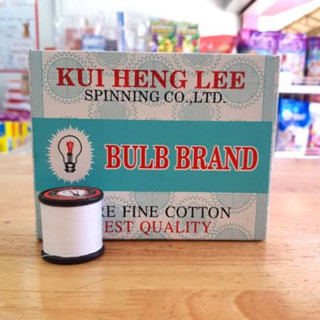 KUI HENG LEE
SPINNING CO.,LTD.
BULB BRAND
RE FINE COTTON
EST QUALITY